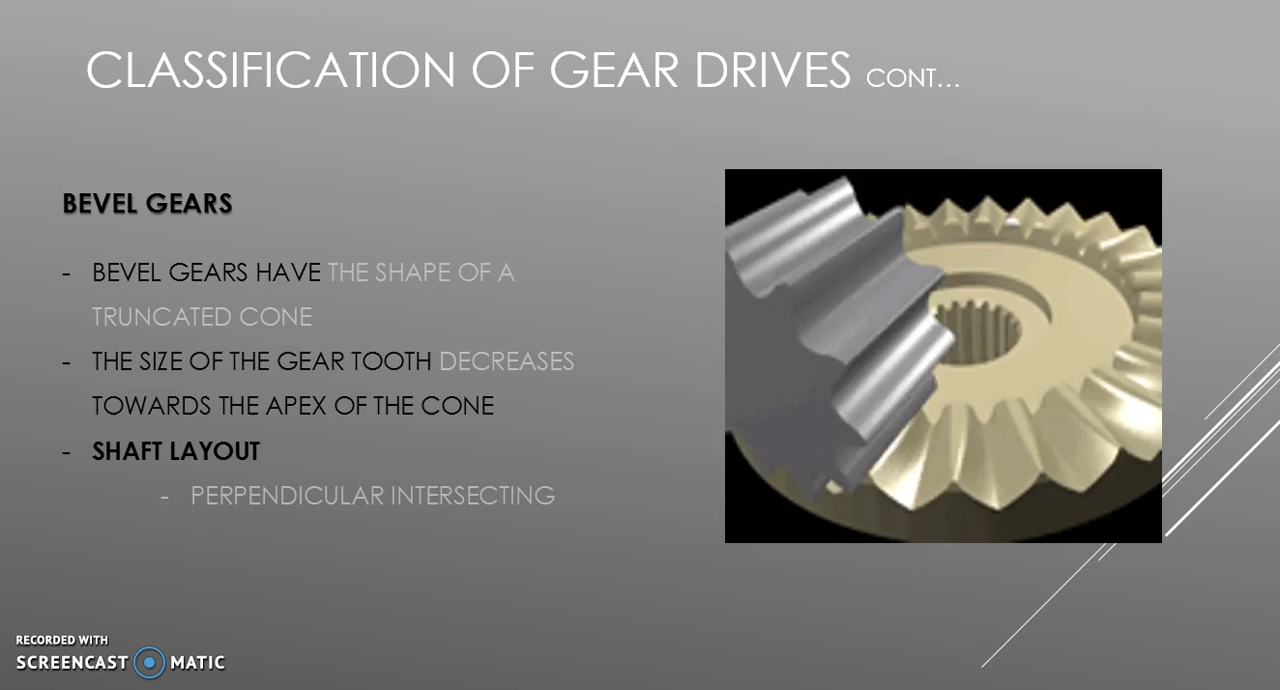 CLASSIFICATION OF GEAR DRIVES CONT...
BEVEL GEARS
- BEVEL GEARS HAVE THE SHAPE OF A
TRUNCATED CONE
- THE SIZE OF THE GEAR TOOTH DECREASES
TOWARDS THE APEX OF THE CONE
- SHAFT LAYOUT
- PERPENDICULAR INTERSECTING
RECORDED WITH
SCREENCAST MATIC